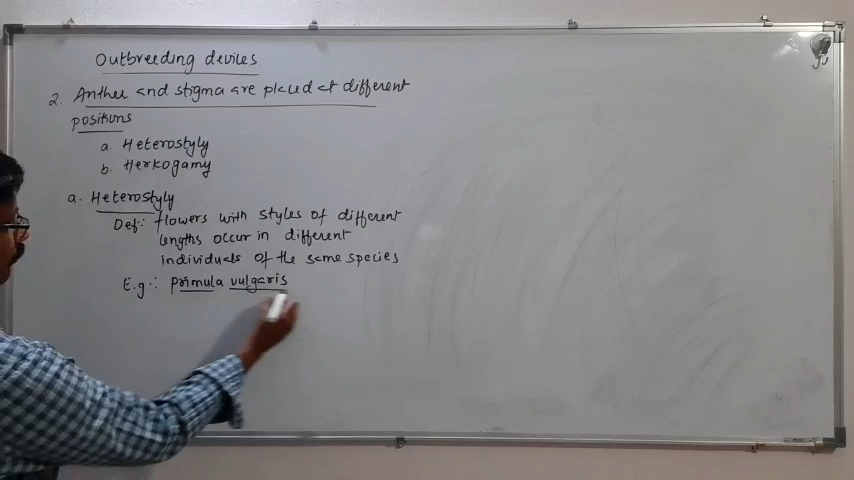 Outbreeding devices
2. Anther and stigma are placed at different
positions
a. Heterostyly
b. Herkogamy
a. Heterostyly
Def:- flowers with styles of different
lengths occur in different
individuals of the same species
E.g:- Primula vulgaris